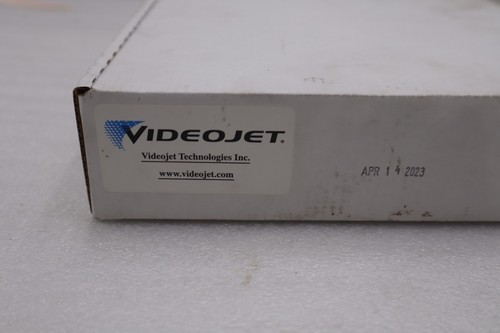 VIDEOJET.
Videojet Technologies Inc.
www.videojet.com
APR 14 2023